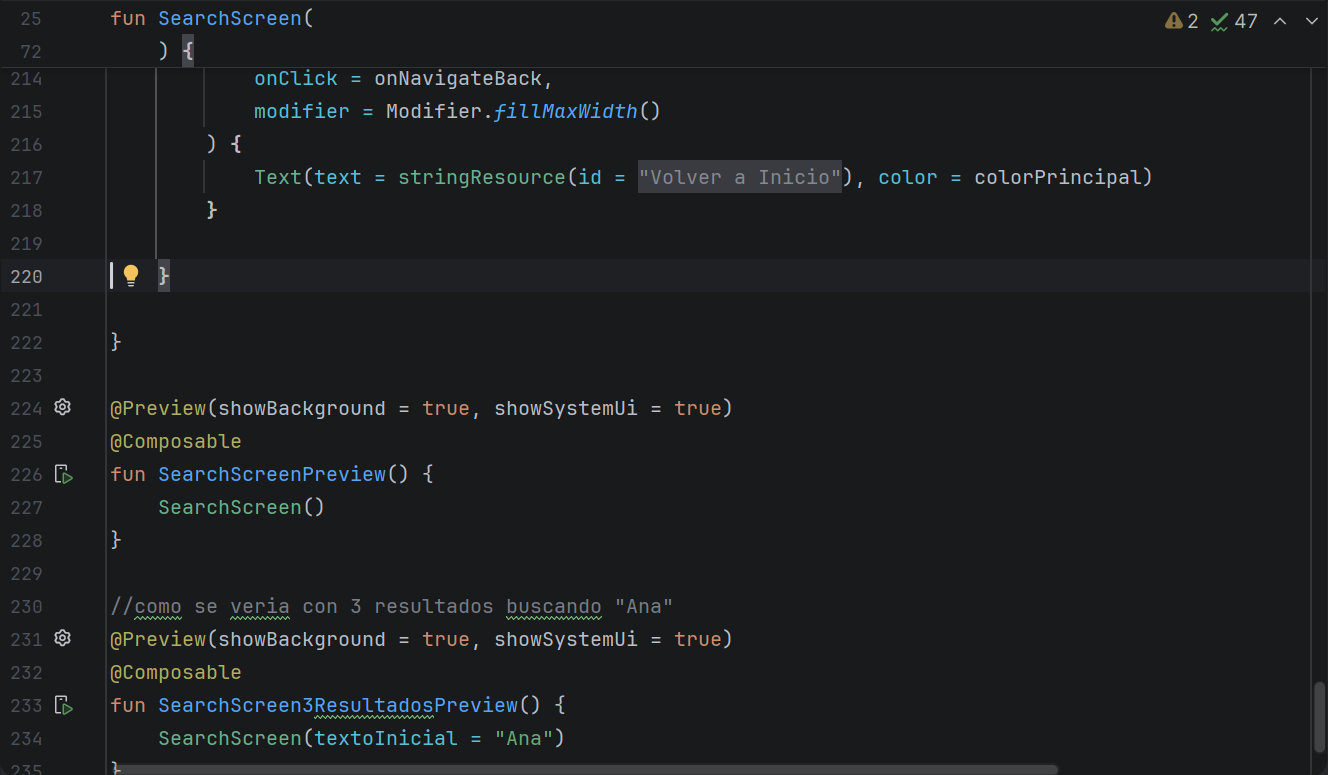 25 fun SearchScreen( 2 47
72 ) {
214 onClick = onNavigateBack,
215 modifier = Modifier.fillMaxWidth()
216 ) {
217 Text(text = stringResource(id = "Volver a Inicio"), color = colorPrincipal)
218 }
219
220 }
221
222 }
223
224 @Preview(showBackground = true, showSystemUi = true)
225 @Composable
226 fun SearchScreenPreview() {
227 SearchScreen()
228 }
229
230 //como se veria con 3 resultados buscando "Ana"
231 @Preview(showBackground = true, showSystemUi = true)
232 @Composable
233 fun SearchScreen3ResultadosPreview() {
234 SearchScreen(textoInicial = "Ana")
235 }